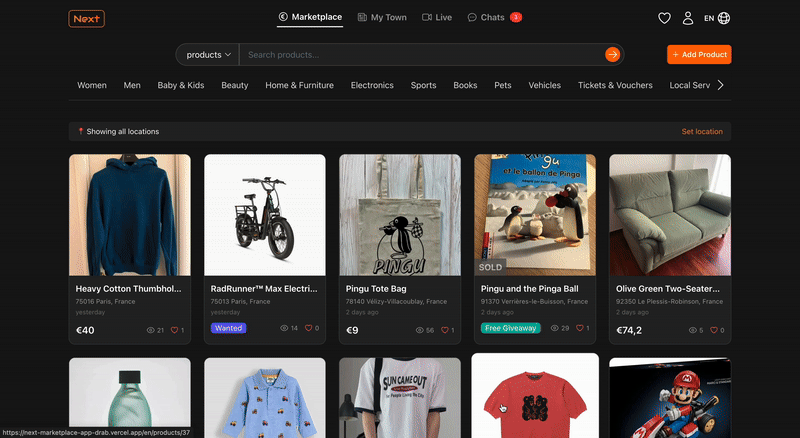 Next
Marketplace My Town Live Chats 3
EN
products Search products... + Add Product
Women Men Baby & Kids Beauty Home & Furniture Electronics Sports Books Pets Vehicles Tickets & Vouchers Local Serv
Showing all locations Set location
PINGU
gu
et le ballon de Pingu
SOLD
Heavy Cotton Thumbhol...
75016 Paris, France
yesterday
€40 21 1
RadRunner™ Max Electri...
75013 Paris, France
yesterday
Wanted 14 0
Pingu Tote Bag
78140 Vélizy-Villacoublay, France
2 days ago
€9 56 1
Pingu and the Pinga Ball
91370 Verrières-le-Buisson, France
2 days ago
Free Giveaway 29 1
Olive Green Two-Seater...
92350 Le Plessis-Robinson, France
2 days ago
€74,2 5 0
SUN CAME OUT
https://next-marketplace-app-drab.vercel.app/en/products/37